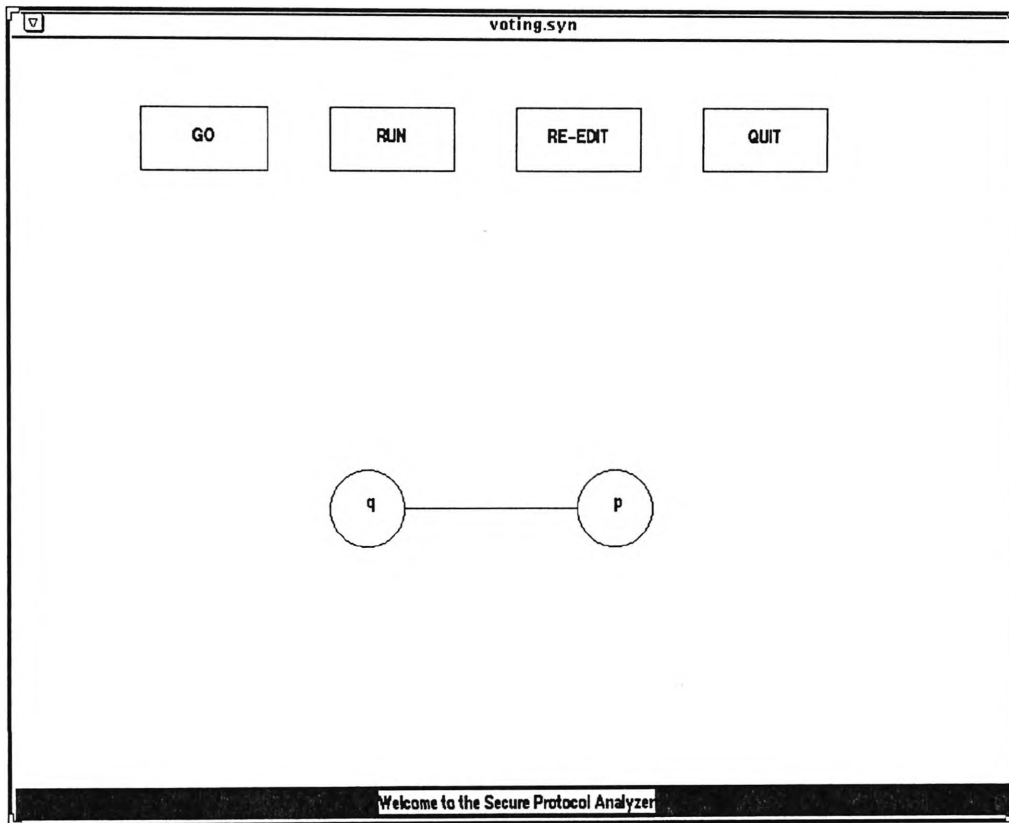 voting.syn
GO RUN RE-EDIT QUIT
q p
Welcome to the Secure Protocol Analyzer